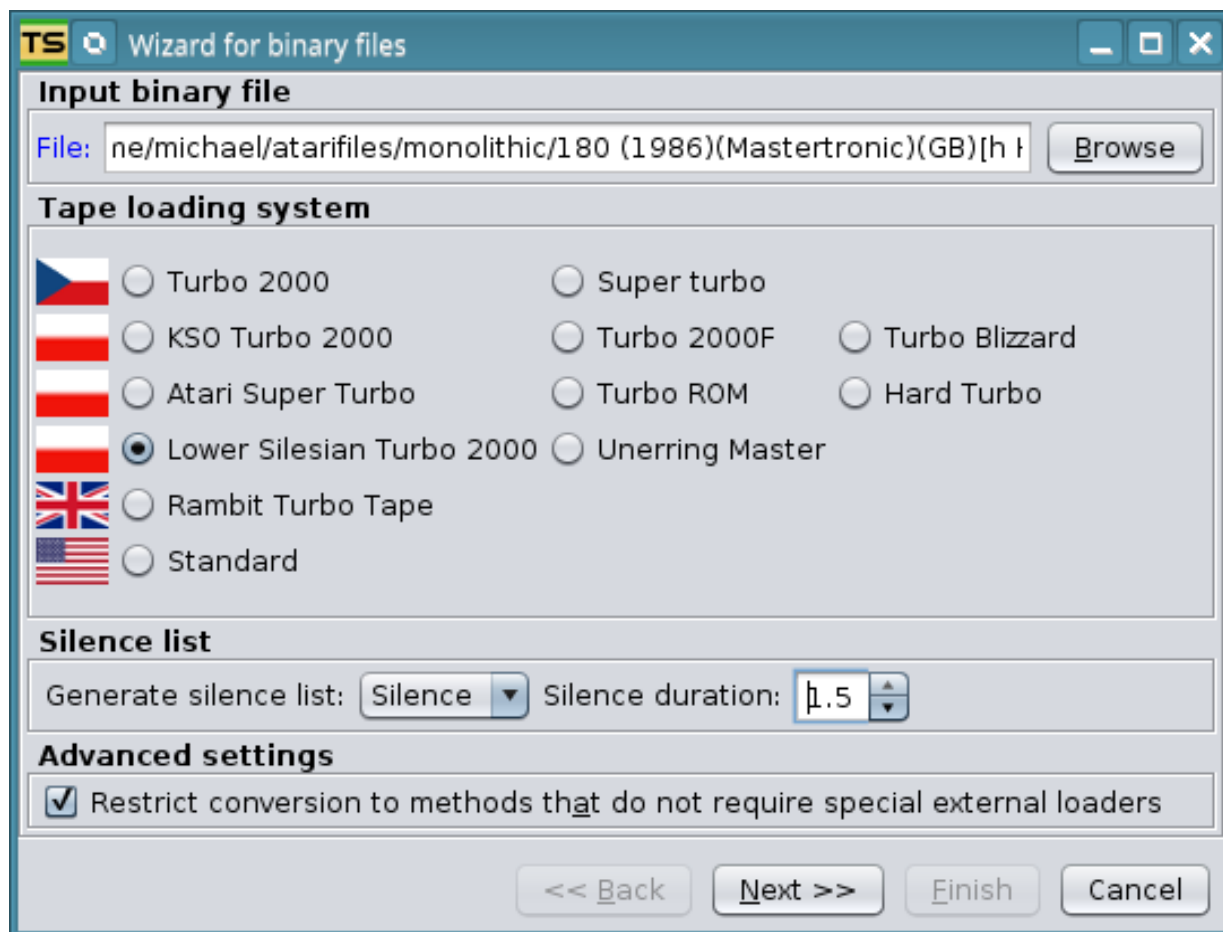 TS Wizard for binary files
Input binary file
File: ne/michael/atarifiles/monolithic/180 (1986)(Mastertronic)(GB)[h Browse
Tape loading system
Turbo 2000 Super turbo
KSO Turbo 2000 Turbo 2000F Turbo Blizzard
Atari Super Turbo Turbo ROM Hard Turbo
Lower Silesian Turbo 2000 Unerring Master
Rambit Turbo Tape
Standard
Silence list
Generate silence list: Silence Silence duration: 1.5
Advanced settings
Restrict conversion to methods that do not require special external loaders
<< Back Next >> Finish Cancel